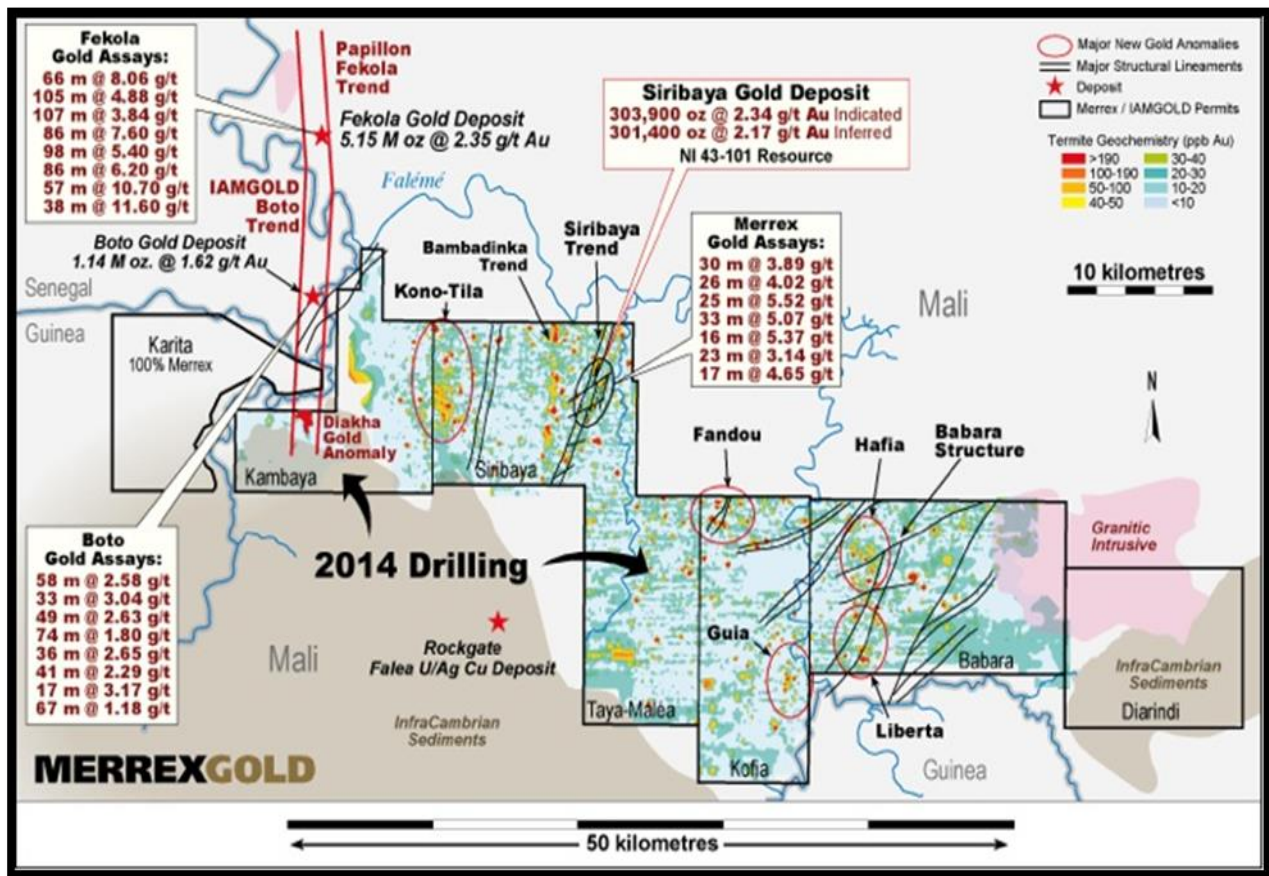 Fekola
Gold Assays:
66 m @ 8.06 g/t
105 m @ 4.88 g/t
107 m @ 3.84 g/t
86 m @ 7.60 g/t
98 m @ 5.40 g/t
86 m @ 6.20 g/t
57 m @ 10.70 g/t
38 m @ 11.60 g/t
Papillon
Fekola
Trend
Fekola Gold Deposit
5.15 M oz @ 2.35 g/t Au
IAMGOLD
Boto
Trend
Boto Gold Deposit
1.14 M oz. @ 1.62 g/t Au
Falémé
Siribaya Gold Deposit
303,900 oz @ 2.34 g/t Au Indicated
301,400 oz @ 2.17 g/t Au Inferred
NI 43-101 Resource
Major New Gold Anomalies
Major Structural Lineaments
Deposit
Merrex / IAMGOLD Permits
Termite Geochemistry (ppb Au)
>190
100-190
50-100
40-50
30-40
20-30
10-20
<10
10 kilometres
N
Merrex
Gold Assays:
30 m @ 3.89 g/t
26 m @ 4.02 g/t
25 m @ 5.52 g/t
33 m @ 5.07 g/t
16 m @ 5.37 g/t
23 m @ 3.14 g/t
17 m @ 4.65 g/t
Bambadinka
Trend
Siribaya
Trend
Kono-Tila
Senegal
Guinea
Mali
Karita
100% Merrex
Diakha
Gold
Anomaly
Kambaya
Siribaya
Fandou
Hafia
Babara
Structure
2014 Drilling
Granitic
Intrusive
Boto
Gold Assays:
58 m @ 2.58 g/t
33 m @ 3.04 g/t
49 m @ 2.63 g/t
74 m @ 1.80 g/t
36 m @ 2.65 g/t
41 m @ 2.29 g/t
17 m @ 3.17 g/t
67 m @ 1.18 g/t
Mali
Rockgate
Falea U/Ag Cu Deposit
InfraCambrian
Sediments
Guia
Taya-Maléa
Kofia
Babara
Liberta
Guinea
InfraCambrian
Sediments
Diarindi
MERREXGOLD
50 kilometres